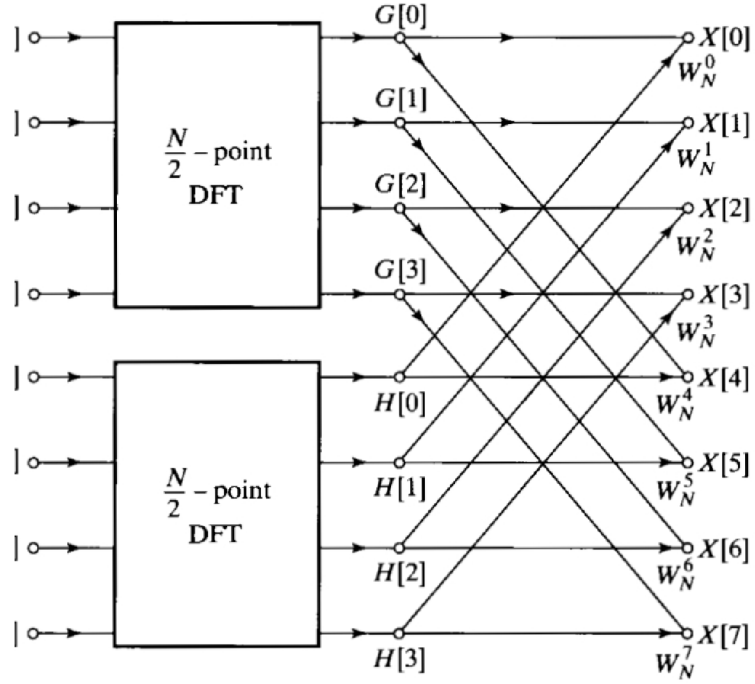 ] G[0] X[0]
W_N^0
] G[1] X[1]
W_N^1
N/2 – point
DFT
] G[2] X[2]
W_N^2
] G[3] X[3]
W_N^3
] H[0] X[4]
W_N^4
] H[1] X[5]
W_N^5
N/2 – point
DFT
] H[2] X[6]
W_N^6
] H[3] X[7]
W_N^7